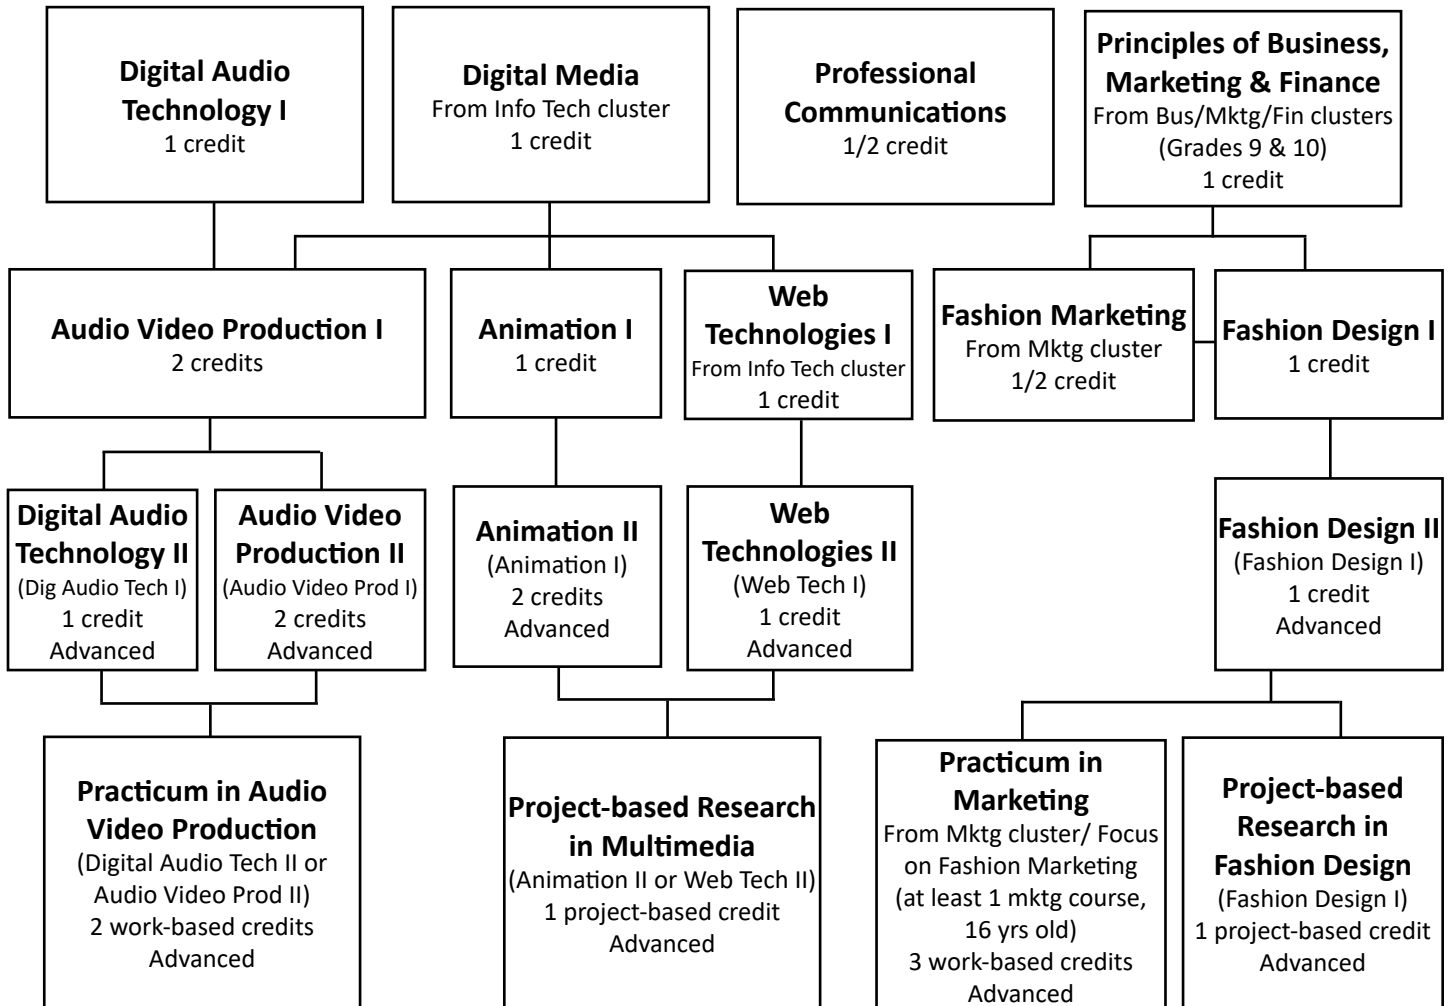 Digital Audio
Technology I
1 credit
Digital Media
From Info Tech cluster
1 credit
Professional
Communications
1/2 credit
Principles of Business,
Marketing & Finance
From Bus/Mktg/Fin clusters
(Grades 9 & 10)
1 credit
Audio Video Production I
2 credits
Animation I
1 credit
Web
Technologies I
From Info Tech cluster
1 credit
Fashion Marketing
From Mktg cluster
1/2 credit
Fashion Design I
1 credit
Digital Audio
Technology II
(Dig Audio Tech I)
1 credit
Advanced
Audio Video
Production II
(Audio Video Prod I)
2 credits
Advanced
Animation II
(Animation I)
2 credits
Advanced
Web
Technologies II
(Web Tech I)
1 credit
Advanced
Fashion Design II
(Fashion Design I)
1 credit
Advanced
Practicum in Audio
Video Production
(Digital Audio Tech II or
Audio Video Prod II)
2 work-based credits
Advanced
Project-based Research
in Multimedia
(Animation II or Web Tech II)
1 project-based credit
Advanced
Practicum in
Marketing
From Mktg cluster/ Focus
on Fashion Marketing
(at least 1 mktg course,
16 yrs old)
3 work-based credits
Advanced
Project-based
Research in
Fashion Design
(Fashion Design I)
1 project-based credit
Advanced